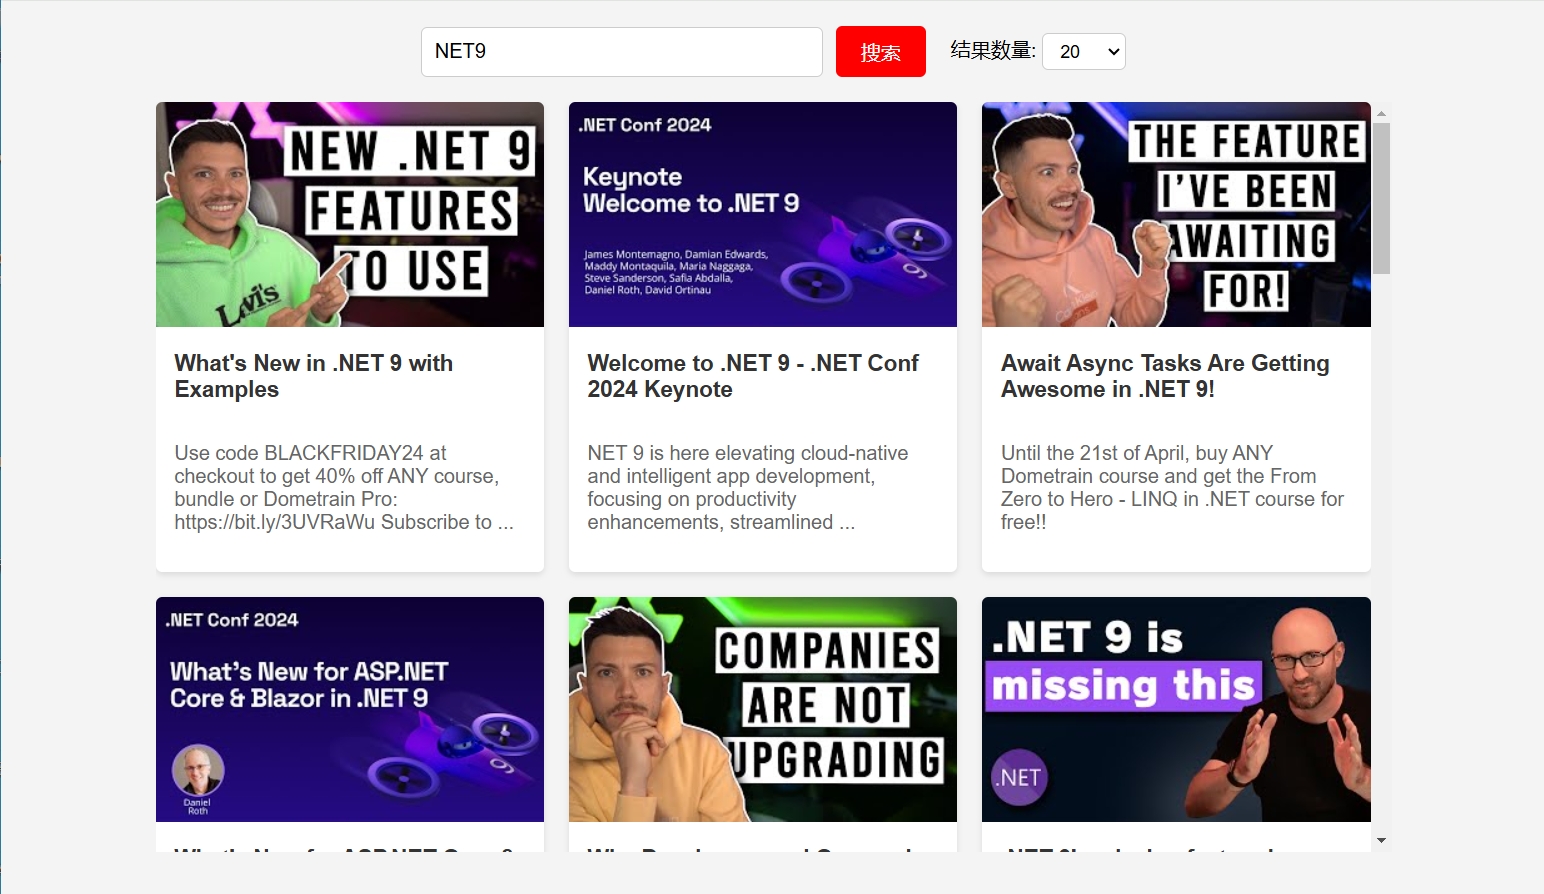 NET9
搜索
结果数量:
20
NEW .NET 9
FEATURES
TO USE
Levi's
What's New in .NET 9 with
Examples
Use code BLACKFRIDAY24 at
checkout to get 40% off ANY course,
bundle or Dometrain Pro:
https://bit.ly/3UVRaWu Subscribe to ...
.NET Conf 2024
Keynote
Welcome to .NET 9
James Montemagno, Damian Edwards,
Maddy Montaquila, Maria Naggaga,
Steve Sanderson, Safia Abdalla,
Daniel Roth, David Ortinau
9
Welcome to .NET 9 - .NET Conf
2024 Keynote
NET 9 is here elevating cloud-native
and intelligent app development,
focusing on productivity
enhancements, streamlined ...
THE FEATURE
I'VE BEEN
AWAITING
FOR!
Await Async Tasks Are Getting
Awesome in .NET 9!
Until the 21st of April, buy ANY
Dometrain course and get the From
Zero to Hero - LINQ in .NET course for
free!!
.NET Conf 2024
What's New for ASP.NET
Core & Blazor in .NET 9
Daniel
Roth
9
COMPANIES
ARE NOT
UPGRADING
.NET 9 is
missing this
.NET